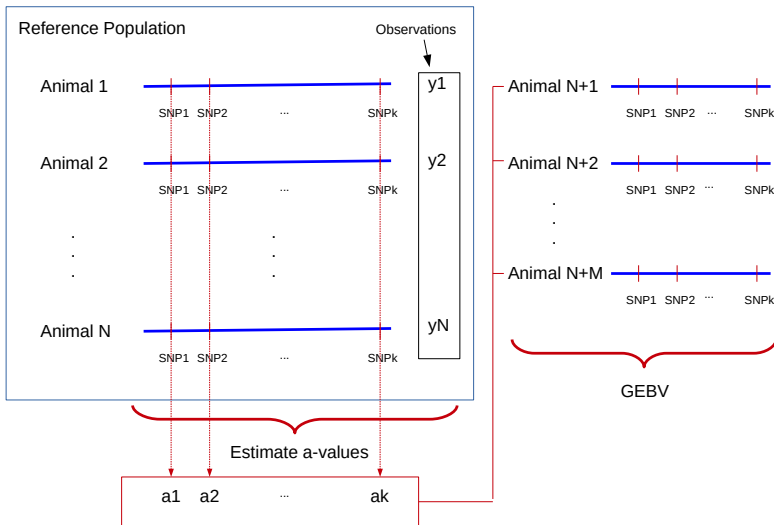 Reference Population
Observations
Animal 1
y1
SNP1 SNP2 ... SNPk
Animal 2
y2
SNP1 SNP2 ... SNPk
Animal N
yN
SNP1 SNP2 ... SNPk
Estimate a-values
a1 a2 ... ak
Animal N+1
SNP1 SNP2 ... SNPk
Animal N+2
SNP1 SNP2 ... SNPk
Animal N+M
SNP1 SNP2 ... SNPk
GEBV